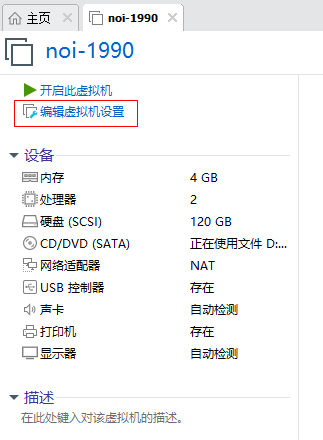 主页 × noi-1990 ×
noi-1990
开启此虚拟机
编辑虚拟机设置
设备
内存 4 GB
处理器 2
硬盘 (SCSI) 120 GB
CD/DVD (SATA) 正在使用文件 D:...
网络适配器 NAT
USB 控制器 存在
声卡 自动检测
打印机 存在
显示器 自动检测
描述
在此处键入对该虚拟机的描述。